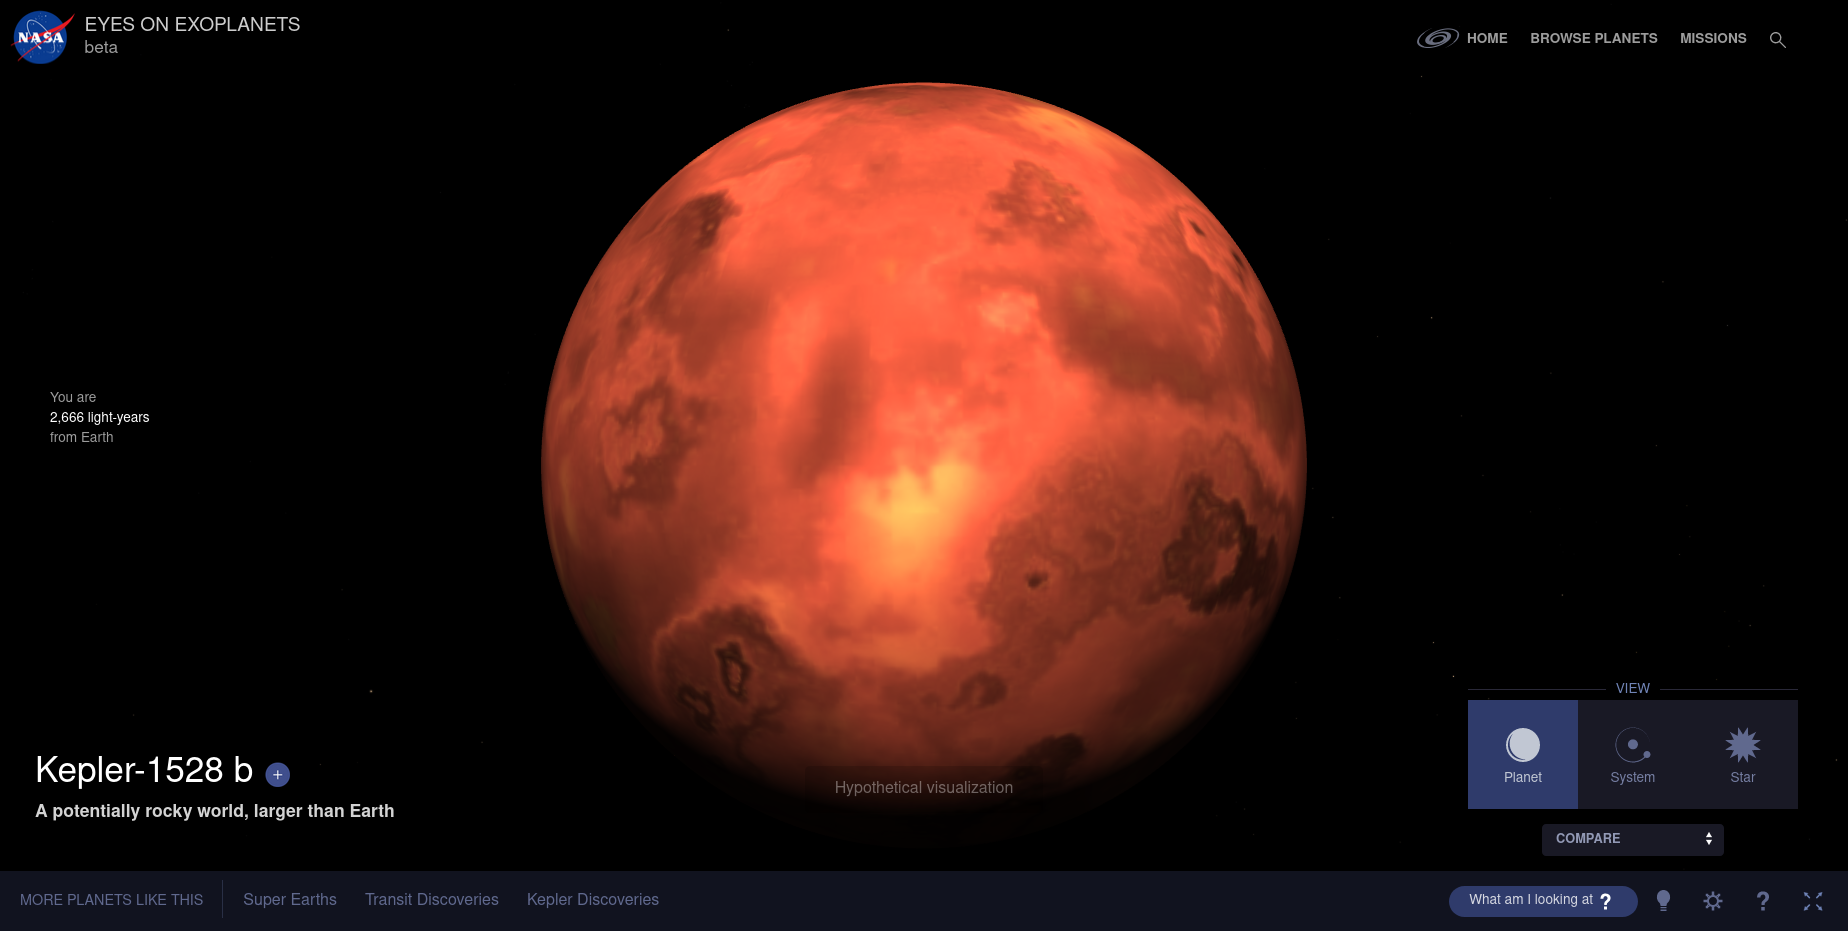 NASA
EYES ON EXOPLANETS
beta
HOME
BROWSE PLANETS
MISSIONS
You are
2,666 light-years
from Earth
Kepler-1528 b +
A potentially rocky world, larger than Earth
Hypothetical visualization
VIEW
Planet
System
Star
COMPARE
MORE PLANETS LIKE THIS
Super Earths
Transit Discoveries
Kepler Discoveries
What am I looking at ?
?